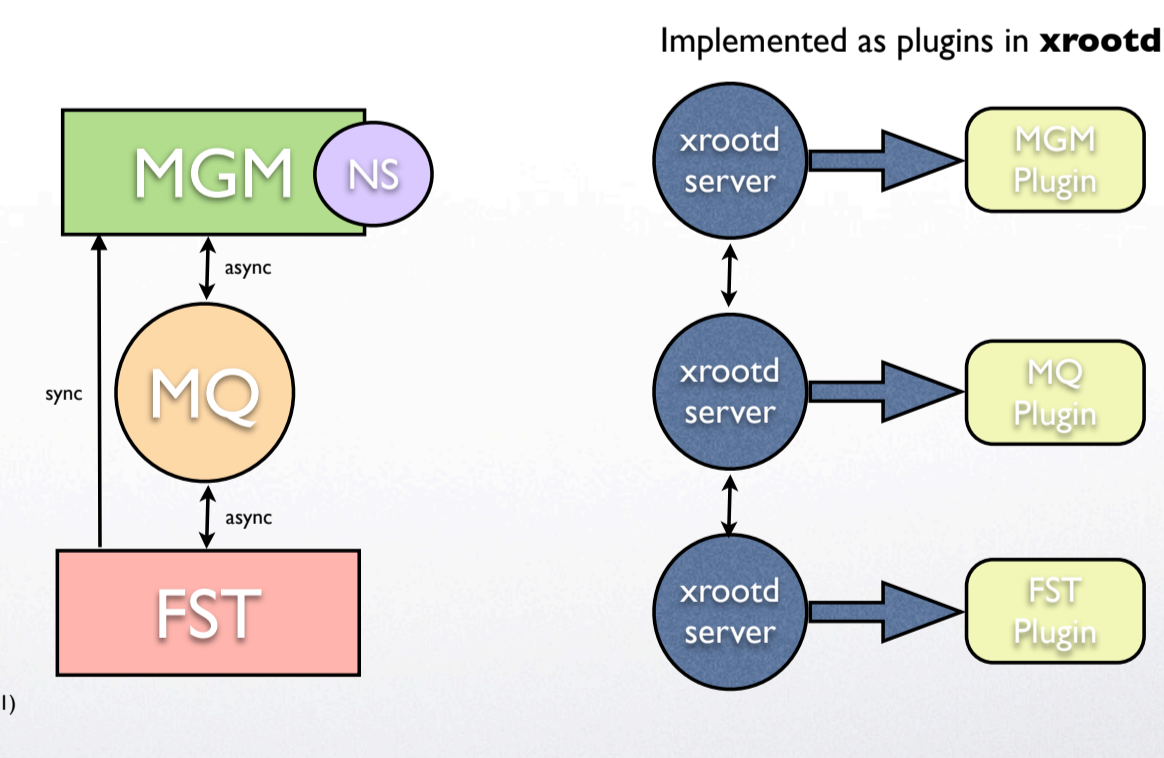 Implemented as plugins in xrootd
MGM
NS
async
sync
MQ
async
FST
xrootd
server
MGM
Plugin
xrootd
server
MQ
Plugin
xrootd
server
FST
Plugin